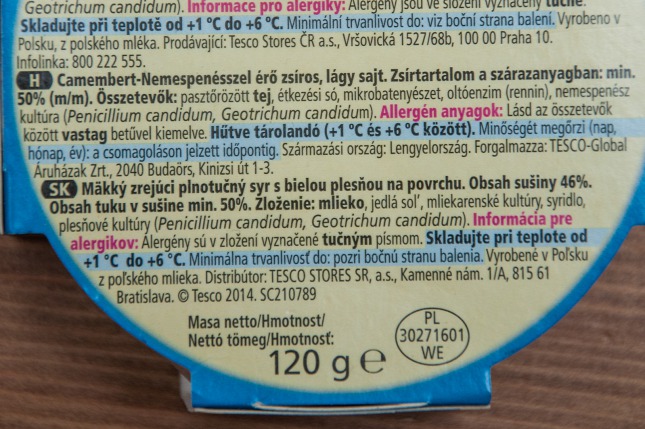 Geotrichum candidum). Informace pro alergiky: Alergeny jsou ve složení vyznačeny tučně.
Skladujte při teplotě od +1 °C do +6 °C. Minimální trvanlivost do: viz boční strana balení. Vyrobeno v
Polsku, z polského mléka. Prodávající: Tesco Stores ČR a.s., Vršovická 1527/68b, 100 00 Praha 10.
Infolinka: 800 222 555.
H Camembert-Nemespenésszel érő zsíros, lágy sajt. Zsírtartalom a szárazanyagban: min.
50% (m/m). Összetevők: pasztőrözött tej, étkezési só, mikrobatenyészet, oltóenzim (rennin), nemespenész
kultúra (Penicillium candidum, Geotrichum candidum). Allergén anyagok: Lásd az összetevők
között vastag betűvel kiemelve. Hűtve tárolandó (+1 °C és +6 °C között). Minőségét megőrzi (nap,
hónap, év): a csomagoláson jelzett időpontig. Származási ország: Lengyelország. Forgalmazza: TESCO-Global
Áruházak Zrt., 2040 Budaörs, Kinizsi út 1-3.
SK Mäkký zrejúci plnotučný syr s bielou plesňou na povrchu. Obsah sušiny 46%.
Obsah tuku v sušine min. 50%. Zloženie: mlieko, jedlá soľ, mliekarenské kultúry, syridlo,
plesňové kultúry (Penicillium candidum, Geotrichum candidum). Informácia pre
alergikov: Alergény sú v zložení vyznačené tučným písmom. Skladujte pri teplote od
+1 °C do +6 °C. Minimálna trvanlivosť do: pozri bočnú stranu balenia. Vyrobené v Poľsku
z poľského mlieka. Distribútor: TESCO STORES SR, a.s., Kamenné nám. 1/A, 815 61
Bratislava. © Tesco 2014. SC210789
Masa netto/Hmotnost/
Nettó tömeg/Hmotnosť:
120 g ℮
PL
30271601
WE